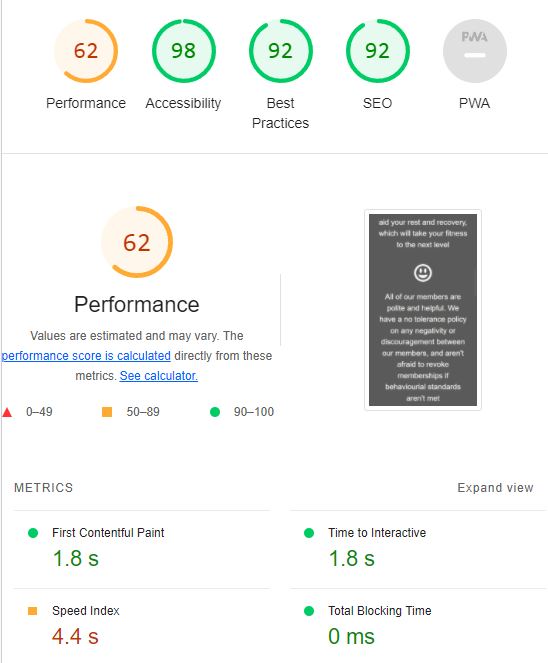 62
98
92
92
PWA
Performance
Accessibility
Best
Practices
SEO
PWA
62
Performance
Values are estimated and may vary. The
performance score is calculated directly from these
metrics. See calculator.
0–49
50–89
90–100
aid your rest and recovery,
which will take your fitness
to the next level
All of our members are
polite and helpful. We
have a no tolerance policy
on any negativity or
discouragement between
our members, and aren't
afraid to revoke
memberships if
behaviourial standards
aren't met
METRICS
Expand view
First Contentful Paint
1.8 s
Time to Interactive
1.8 s
Speed Index
4.4 s
Total Blocking Time
0 ms